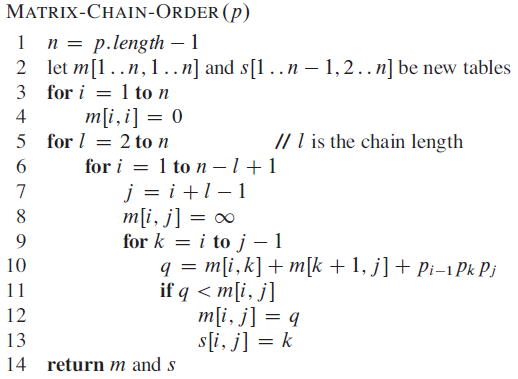 MATRIX-CHAIN-ORDER(p)
1 n = p.length − 1
2 let m[1..n, 1..n] and s[1..n − 1, 2..n] be new tables
3 for i = 1 to n
4 m[i, i] = 0
5 for l = 2 to n // l is the chain length
6 for i = 1 to n − l + 1
7 j = i + l − 1
8 m[i, j] = ∞
9 for k = i to j − 1
10 q = m[i, k] + m[k + 1, j] + p_{i−1} p_k p_j
11 if q < m[i, j]
12 m[i, j] = q
13 s[i, j] = k
14 return m and s